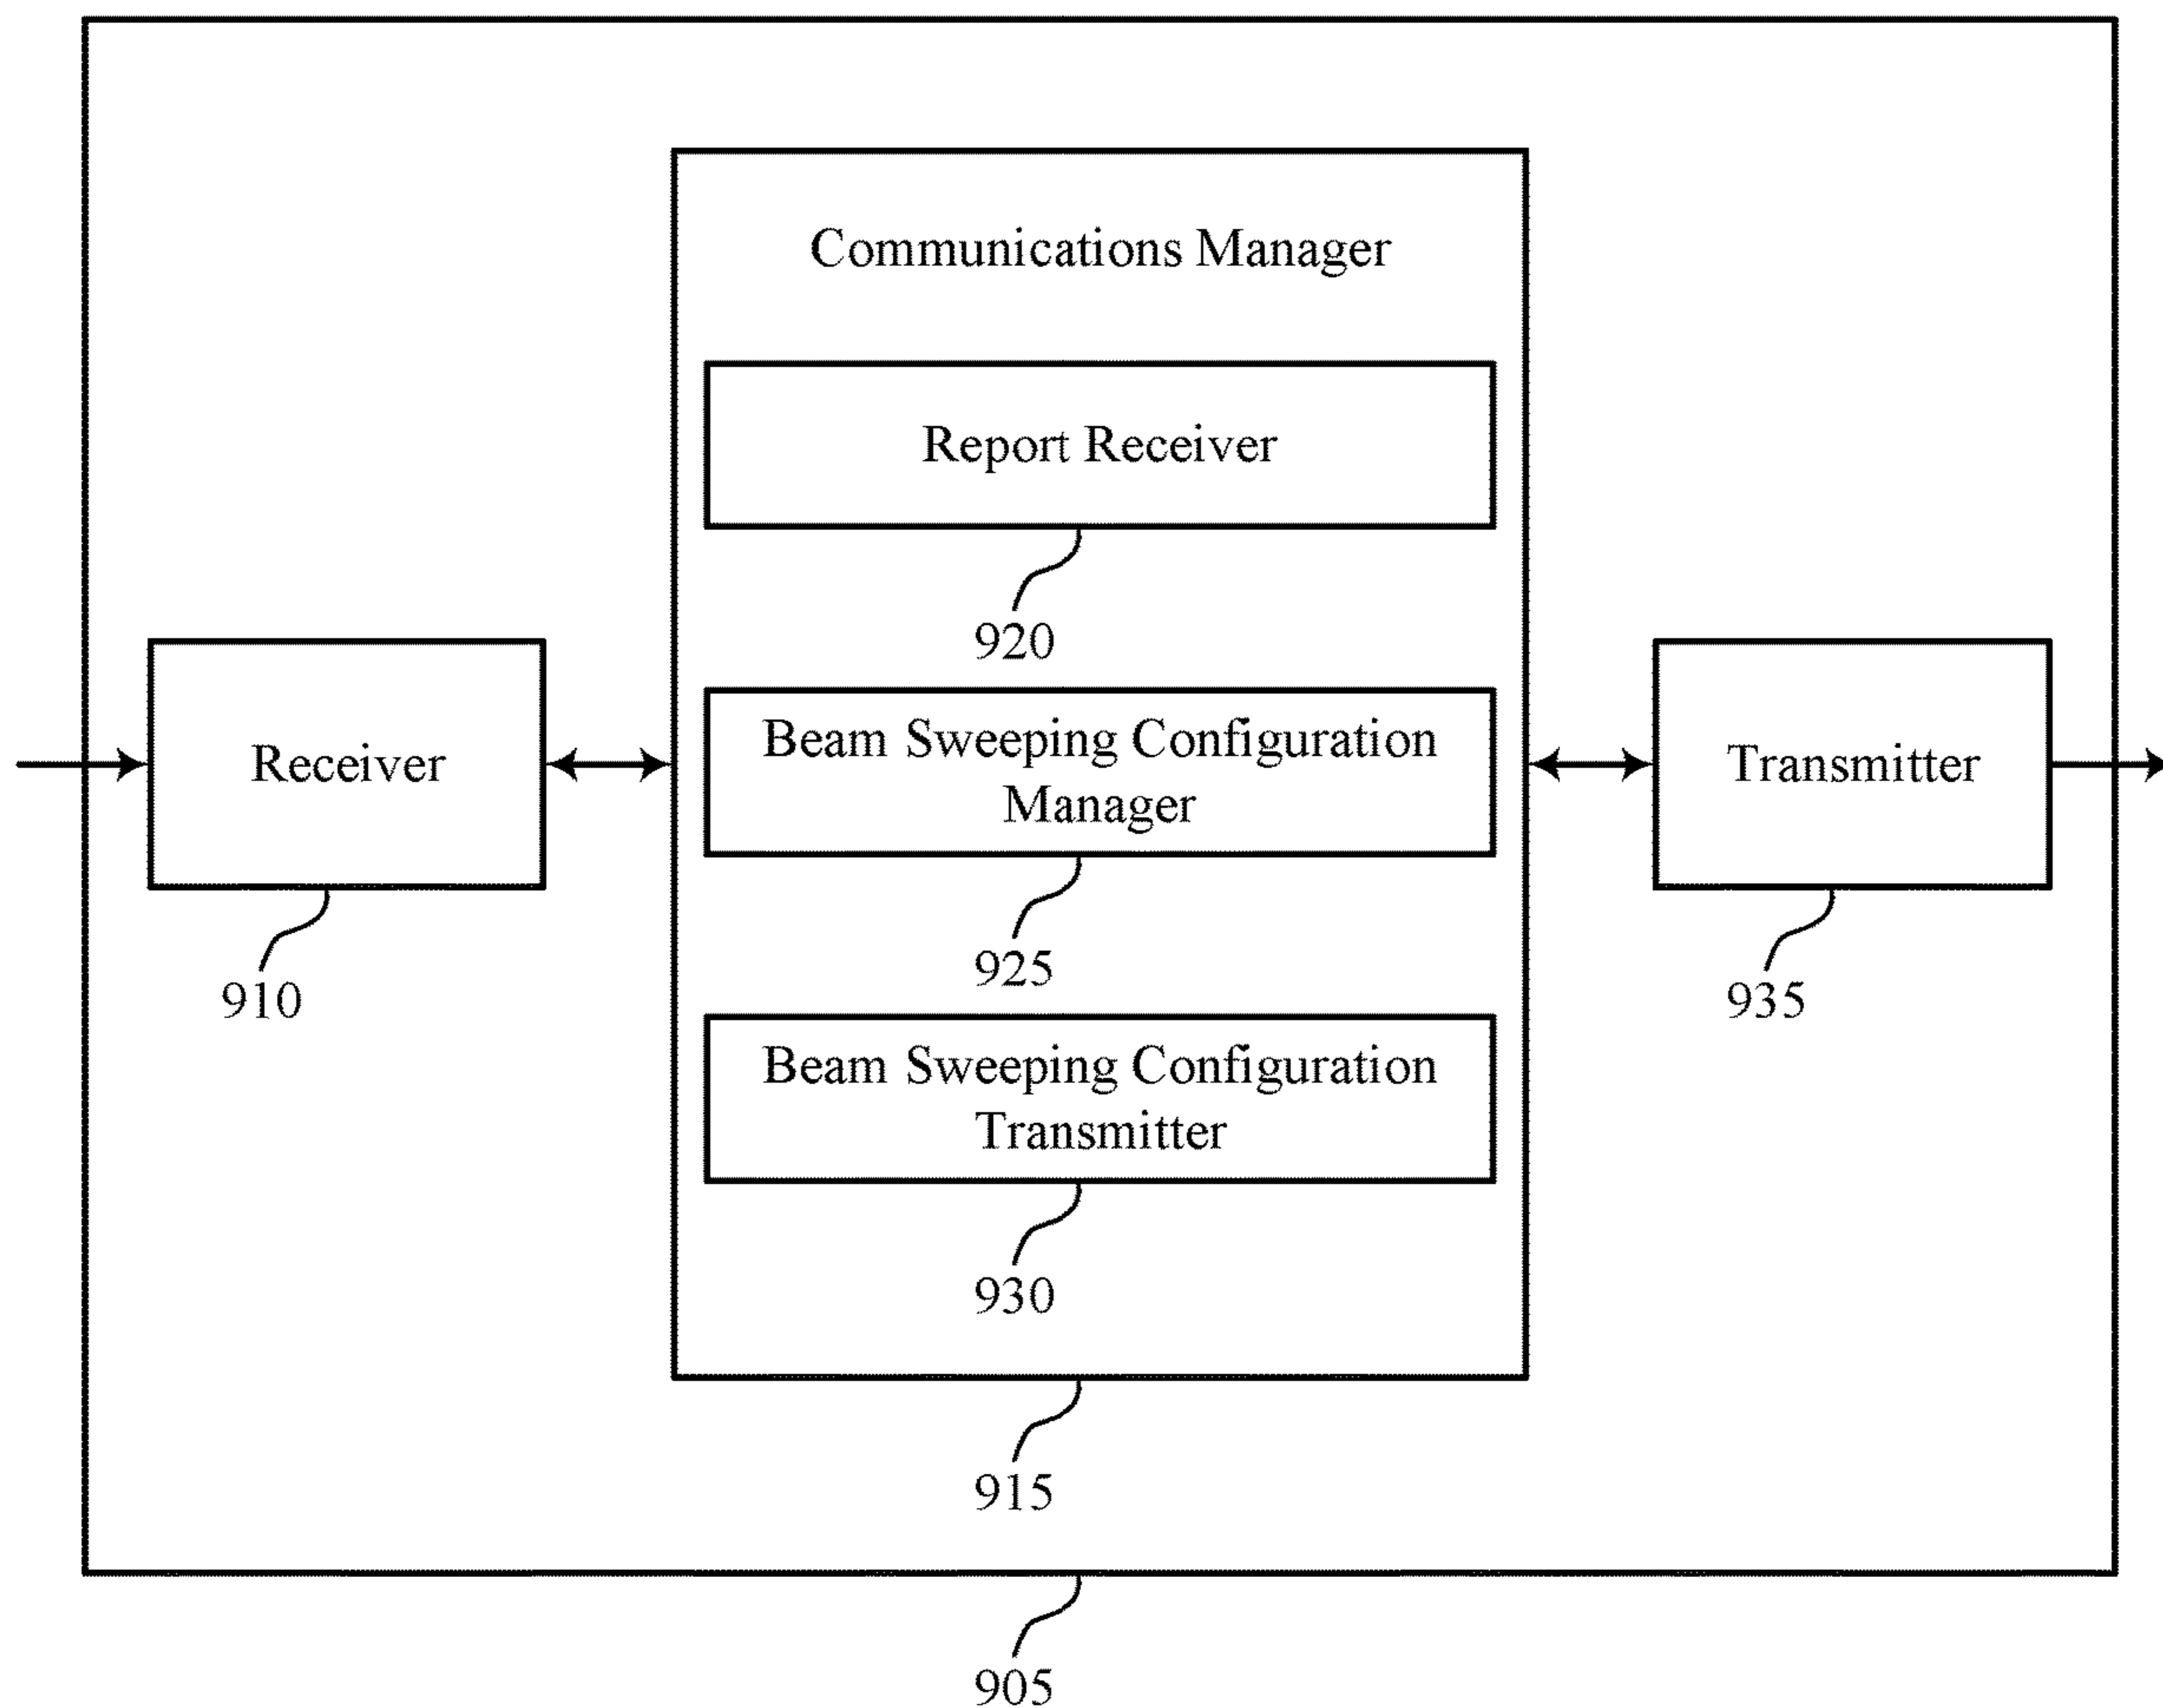 Communications Manager
Report Receiver
920
Receiver
910
Beam Sweeping Configuration
Manager
925
Transmitter
935
Beam Sweeping Configuration
Transmitter
930
915
905